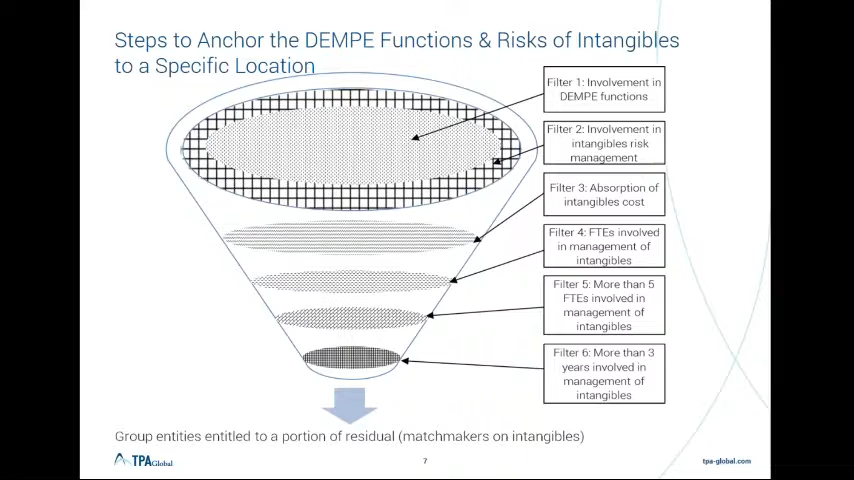 Steps to Anchor the DEMPE Functions & Risks of Intangibles
to a Specific Location
Filter 1: Involvement in
DEMPE functions
Filter 2: Involvement in
intangibles risk
management
Filter 3: Absorption of
intangibles cost
Filter 4: FTEs involved
in management of
intangibles
Filter 5: More than 5
FTEs involved in
management of
intangibles
Filter 6: More than 3
years involved in
management of
intangibles
Group entities entitled to a portion of residual (matchmakers on intangibles)
TPA Global
7
tpa-global.com